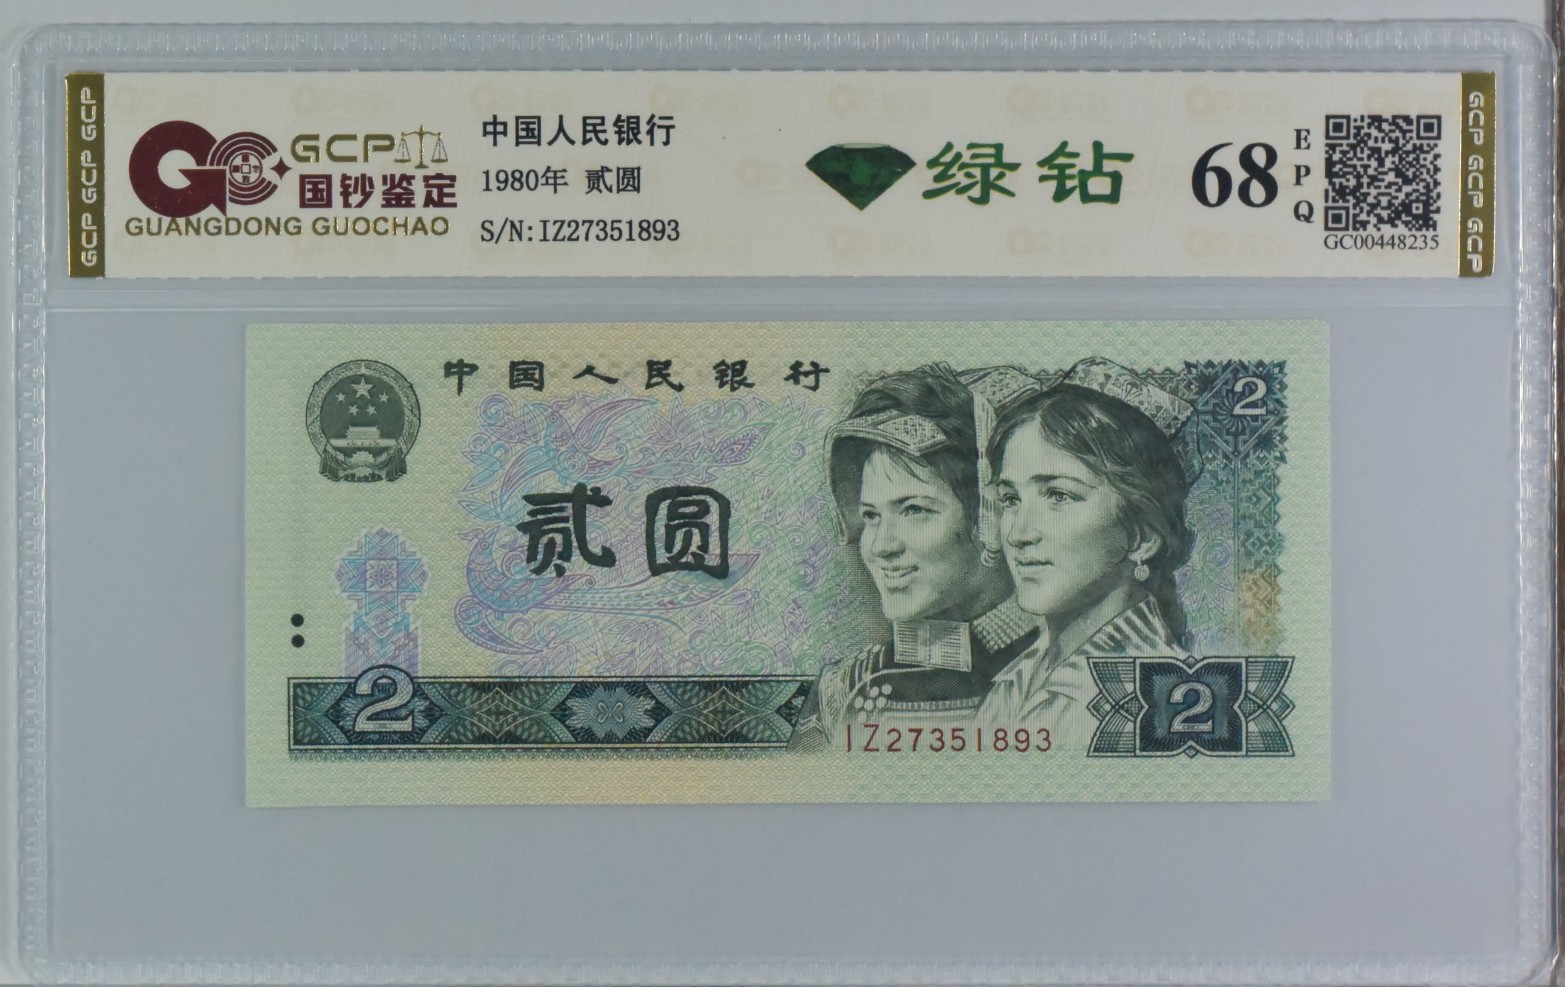 GCP GCP GCP
GCP
国钞鉴定
GUANGDONG GUOCHAO
中国人民银行
1980年 贰圆
S/N:IZ27351893
绿钻
68
EPQ
GC00448235
GCP GCP GCP
中国人民银行
2
贰圆
2
IZ27351893
2